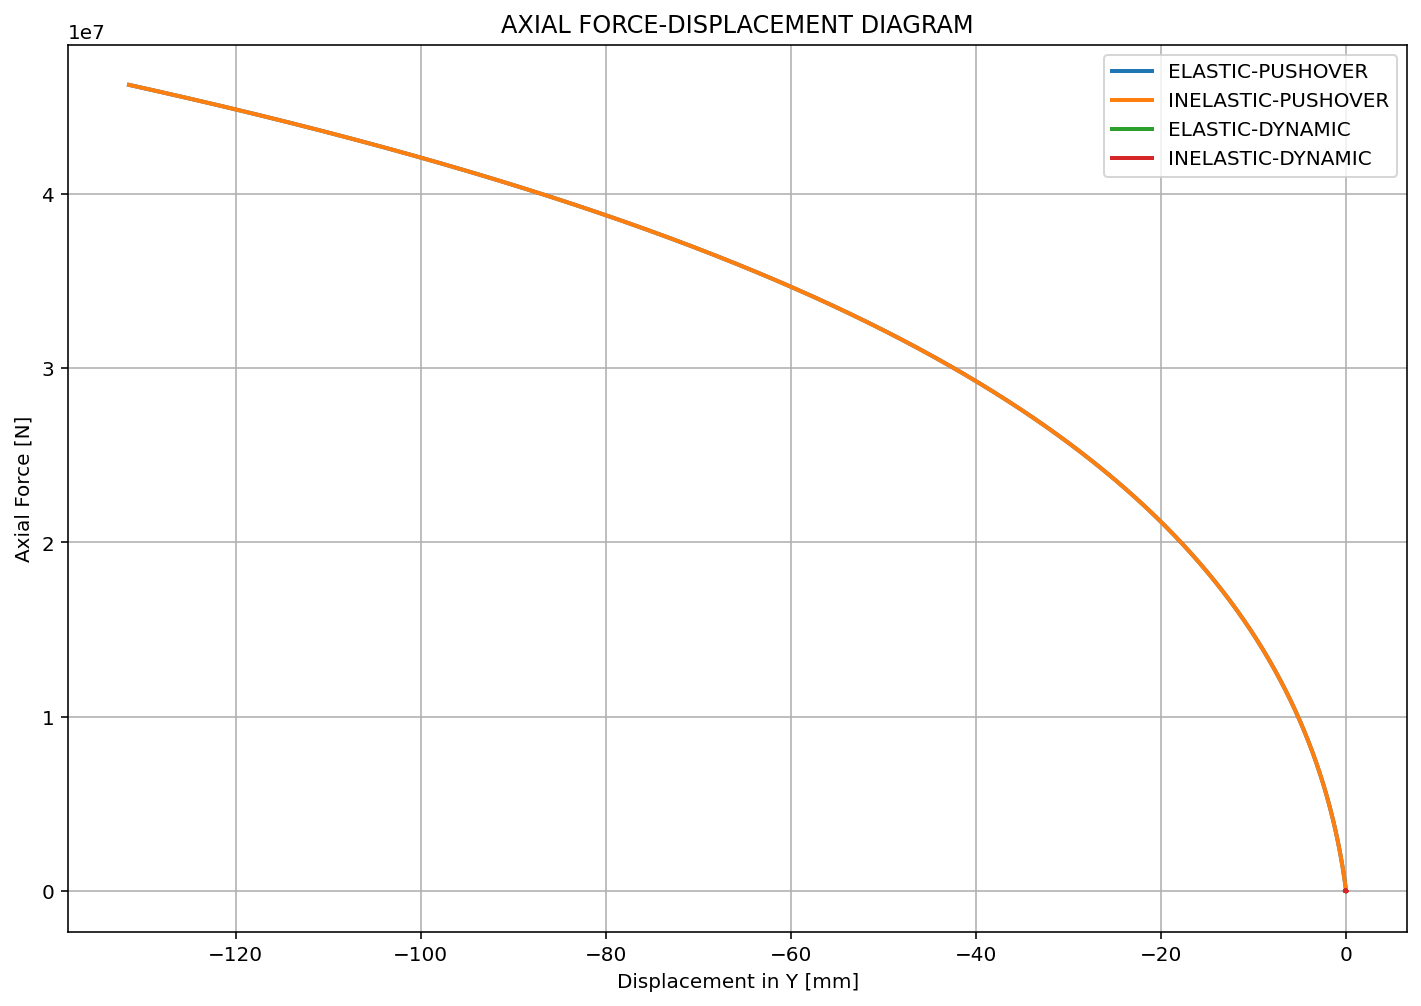 AXIAL FORCE-DISPLACEMENT DIAGRAM
1e7
ELASTIC-PUSHOVER
INELASTIC-PUSHOVER
ELASTIC-DYNAMIC
INELASTIC-DYNAMIC
4
3
2
1
0
Axial Force [N]
−120 −100 −80 −60 −40 −20 0
Displacement in Y [mm]